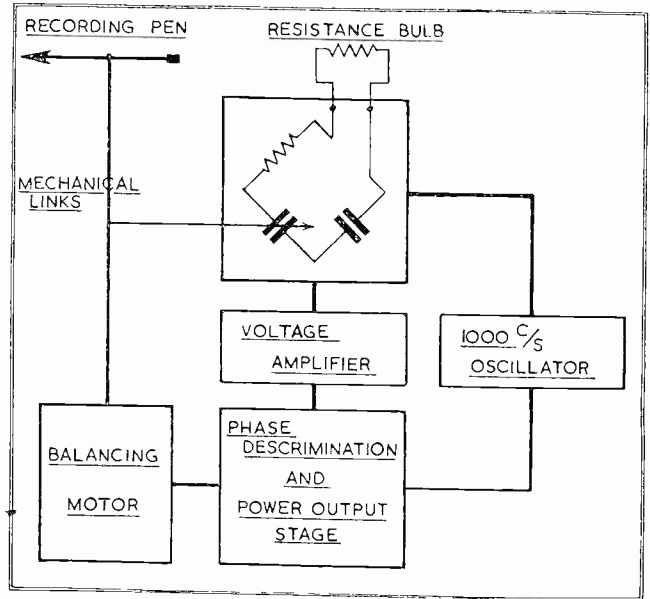 RECORDING PEN
RESISTANCE BULB
MECHANICAL
LINKS
VOLTAGE
AMPLIFIER
1000 C/S
OSCILLATOR
BALANCING
MOTOR
PHASE
DESCRIMINATION
AND
POWER OUTPUT
STAGE